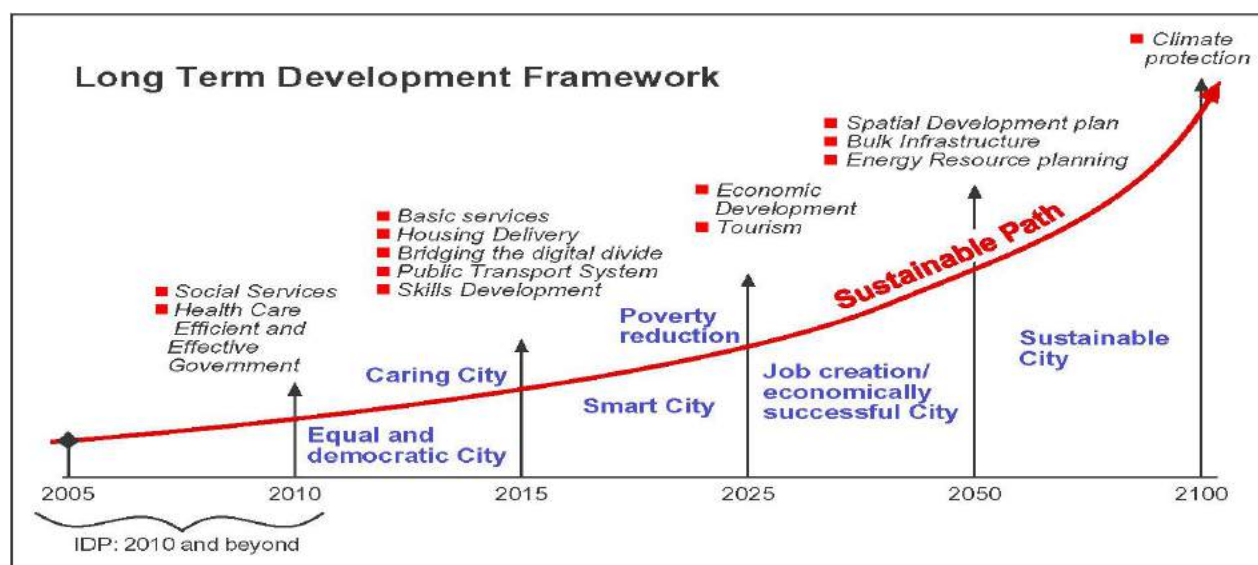 Long Term Development Framework
Climate
protection
Spatial Development plan
Bulk Infrastructure
Energy Resource planning
Economic
Development
Tourism
Basic services
Housing Delivery
Bridging the digital divide
Public Transport System
Skills Development
Social Services
Health Care
Efficient and
Effective
Government
Sustainable Path
Poverty
reduction
Caring City
Equal and
democratic City
Smart City
Job creation/
economically
successful City
Sustainable
City
2005 2010 2015 2025 2050 2100
IDP: 2010 and beyond